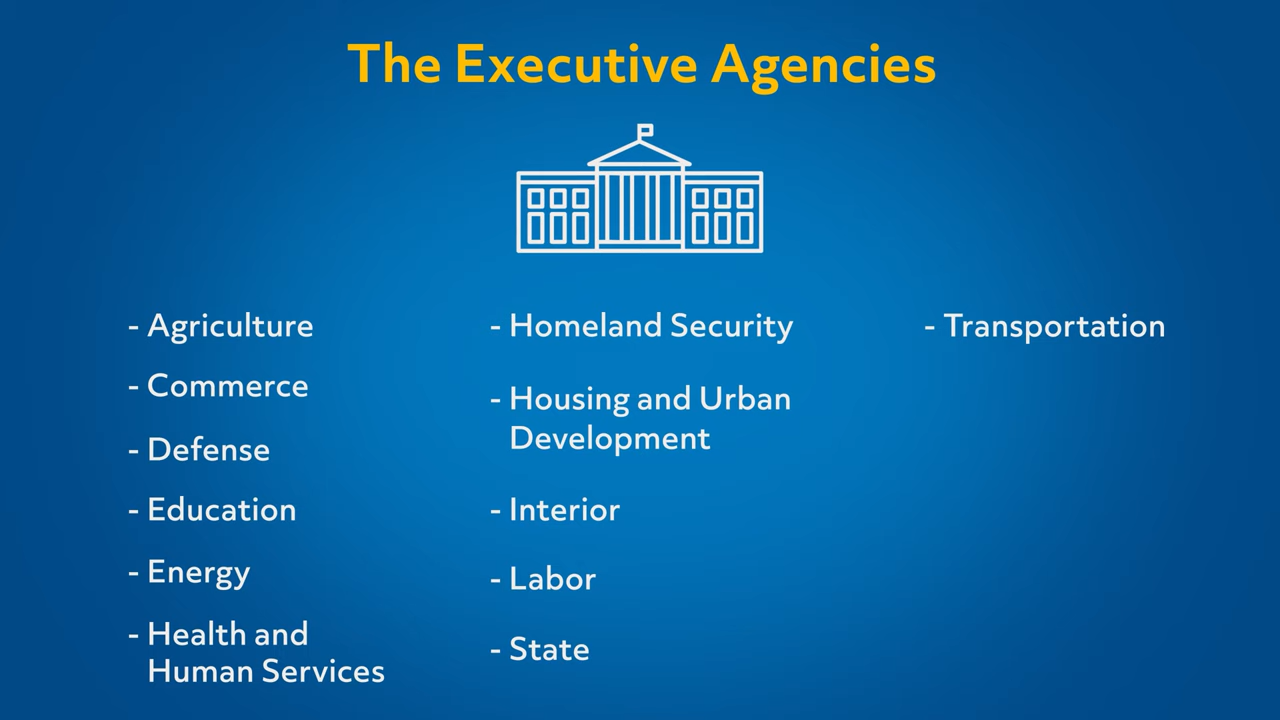 The Executive Agencies
- Agriculture
- Commerce
- Defense
- Education
- Energy
- Health and
Human Services
- Homeland Security
- Housing and Urban
Development
- Interior
- Labor
- State
- Transportation